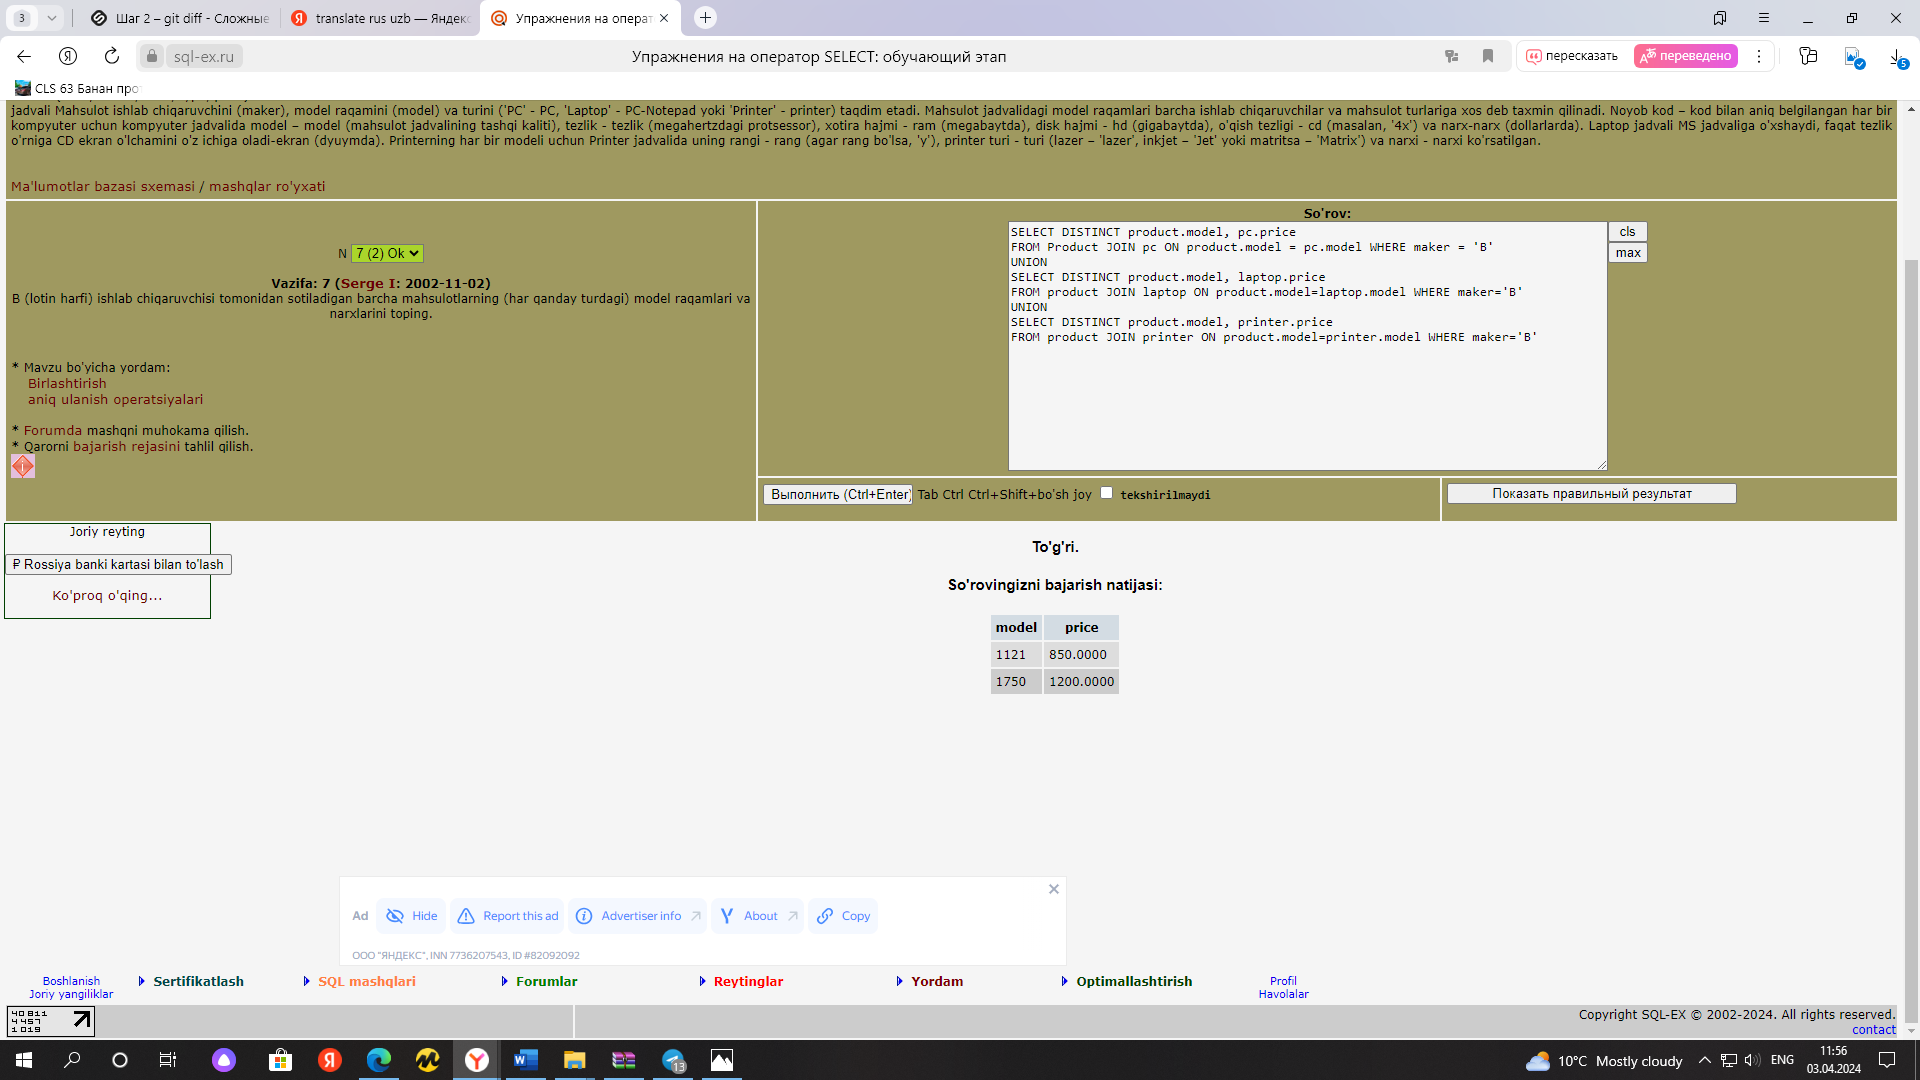 3
Шаг 2 – git diff - Сложные
translate rus uzb — Яндекс
Упражнения на операт
sql-ex.ru
Упражнения на оператор SELECT: обучающий этап
пересказать
переведено
5
CLS 63 Банан про
jadvali Mahsulot ishlab chiqaruvchini (maker), model raqamini (model) va turini ('PC' - PC, 'Laptop' - PC-Notepad yoki 'Printer' - printer) taqdim etadi. Mahsulot jadvalidagi model raqamlari barcha ishlab chiqaruvchilar va mahsulot turlariga xos deb taxmin qilinadi. Noyob kod – kod bilan aniq belgilangan har bir
kompyuter uchun kompyuter jadvalida model – model (mahsulot jadvalining tashqi kaliti), tezlik - tezlik (megahertzdagi protsessor), xotira hajmi - ram (megabaytda), disk hajmi - hd (gigabaytda), o'qish tezligi - cd (masalan, '4x') va narx-narx (dollarlarda). Laptop jadvali MS jadvaliga o'xshaydi, faqat tezlik
o'rniga CD ekran o'lchamini o'z ichiga oladi-ekran (dyuymda). Printerning har bir modeli uchun Printer jadvalida uning rangi - rang (agar rang bo'lsa, 'y'), printer turi - turi (lazer – 'lazer', inkjet – 'Jet' yoki matritsa – 'Matrix') va narxi - narxi ko'rsatilgan.
Ma'lumotlar bazasi sxemasi / mashqlar ro'yxati
N 7 (2) Ok
Vazifa: 7 (Serge I: 2002-11-02)
B (lotin harfi) ishlab chiqaruvchisi tomonidan sotiladigan barcha mahsulotlarning (har qanday turdagi) model raqamlari va
narxlarini toping.
* Mavzu bo'yicha yordam:
Birlashtirish
aniq ulanish operatsiyalari
* Forumda mashqni muhokama qilish.
* Qarorni bajarish rejasini tahlil qilish.
So'rov:
SELECT DISTINCT product.model, pc.price
FROM Product JOIN pc ON product.model = pc.model WHERE maker = 'B'
UNION
SELECT DISTINCT product.model, laptop.price
FROM product JOIN laptop ON product.model=laptop.model WHERE maker='B'
UNION
SELECT DISTINCT product.model, printer.price
FROM product JOIN printer ON product.model=printer.model WHERE maker='B'
cls
max
Выполнить (Ctrl+Enter) Tab Ctrl Ctrl+Shift+bo'sh joy tekshirilmaydi
Показать правильный результат
Joriy reyting
₽ Rossiya banki kartasi bilan to'lash
Ko'proq o'qing...
To'g'ri.
So'rovingizni bajarish natijasi:
model price
1121 850.0000
1750 1200.0000
Ad Hide Report this ad Advertiser info About Copy
ООО "ЯНДЕКС", INN 7736207543, ID #82092092
Boshlanish
Joriy yangiliklar
Sertifikatlash
SQL mashqlari
Forumlar
Reytinglar
Yordam
Optimallashtirish
Profil
Havolalar
40 811
4 457
1 019
Copyright SQL-EX © 2002-2024. All rights reserved.
contact
13
10°C Mostly cloudy
ENG
11:56
03.04.2024